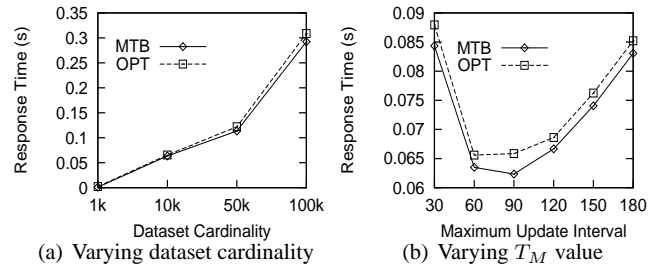 Response Time (s)
0.35
0.3
0.25
0.2
0.15
0.1
0.05
0
MTB
OPT
1k 10k 50k 100k
Dataset Cardinality
(a) Varying dataset cardinality
Response Time (s)
0.09
0.085
0.08
0.075
0.07
0.065
0.06
MTB
OPT
30 60 90 120 150 180
Maximum Update Interval
(b) Varying T_M value